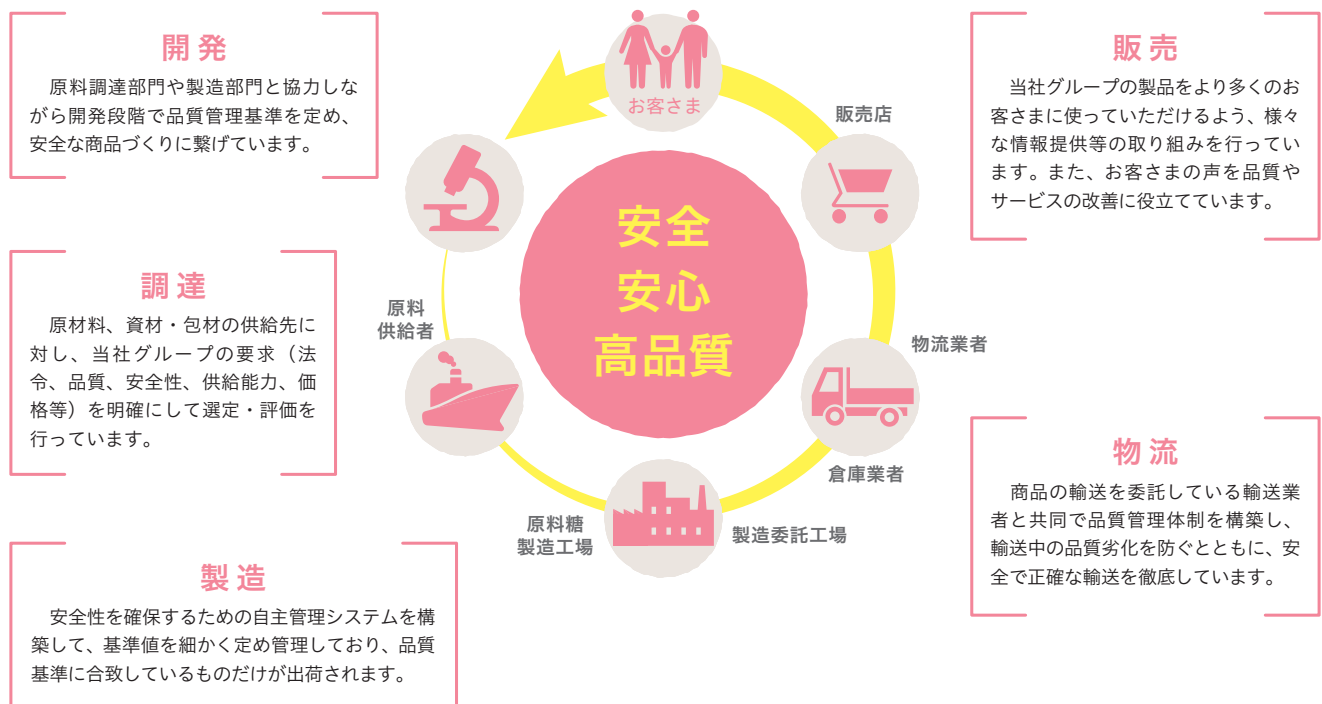 開発
原料調達部門や製造部門と協力しな
がら開発段階で品質管理基準を定め、
安全な商品づくりに繋げています。
調達
原材料、資材・包材の供給先に
対し、当社グループの要求（法
令、品質、安全性、供給能力、価
格等）を明確にして選定・評価を
行っています。
製造
安全性を確保するための自主管理システムを構
築して、基準値を細かく定め管理しており、品質
基準に合致しているものだけが出荷されます。
お客さま
販売店
安全
安心
高品質
原料
供給者
物流業者
倉庫業者
原料糖
製造工場
製造委託工場
販売
当社グループの製品をより多くのお
客さまに使っていただけるよう、様々
な情報提供等の取り組みを行ってい
ます。また、お客さまの声を品質や
サービスの改善に役立てています。
物流
商品の輸送を委託している輸送業
者と共同で品質管理体制を構築し、
輸送中の品質劣化を防ぐとともに、安
全で正確な輸送を徹底しています。